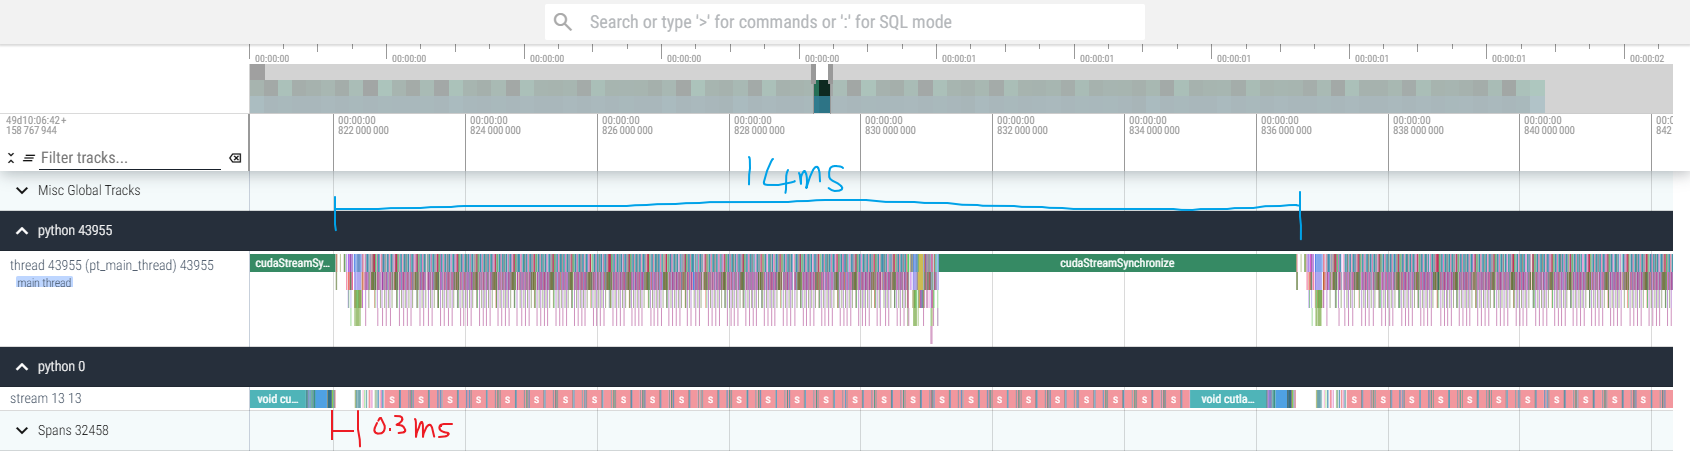 Search or type '>' for commands or ':' for SQL mode
00:00:00 00:00:00 00:00:00 00:00:00 00:00:00 00:00:01 00:00:01 00:00:01 00:00:01 00:00:01 00:00:02
49d10:06:42 +
158 767 944
00:00:00 00:00:00 00:00:00 00:00:00 00:00:00 00:00:00 00:00:00 00:00:00 00:00:00 00:00:00 00:0
822 000 000 824 000 000 826 000 000 828 000 000 830 000 000 832 000 000 834 000 000 836 000 000 838 000 000 840 000 000 842
Filter tracks...
14ms
Misc Global Tracks
python 43955
thread 43955 (pt_main_thread) 43955
main thread
cudaStreamSy... cudaStreamSynchronize
python 0
stream 13 13
void cu... s s s s s s s s s s s s s s s s s s s s s s s s s s s s void cutla... s s s s s s s s s s s
0.3ms
Spans 32458